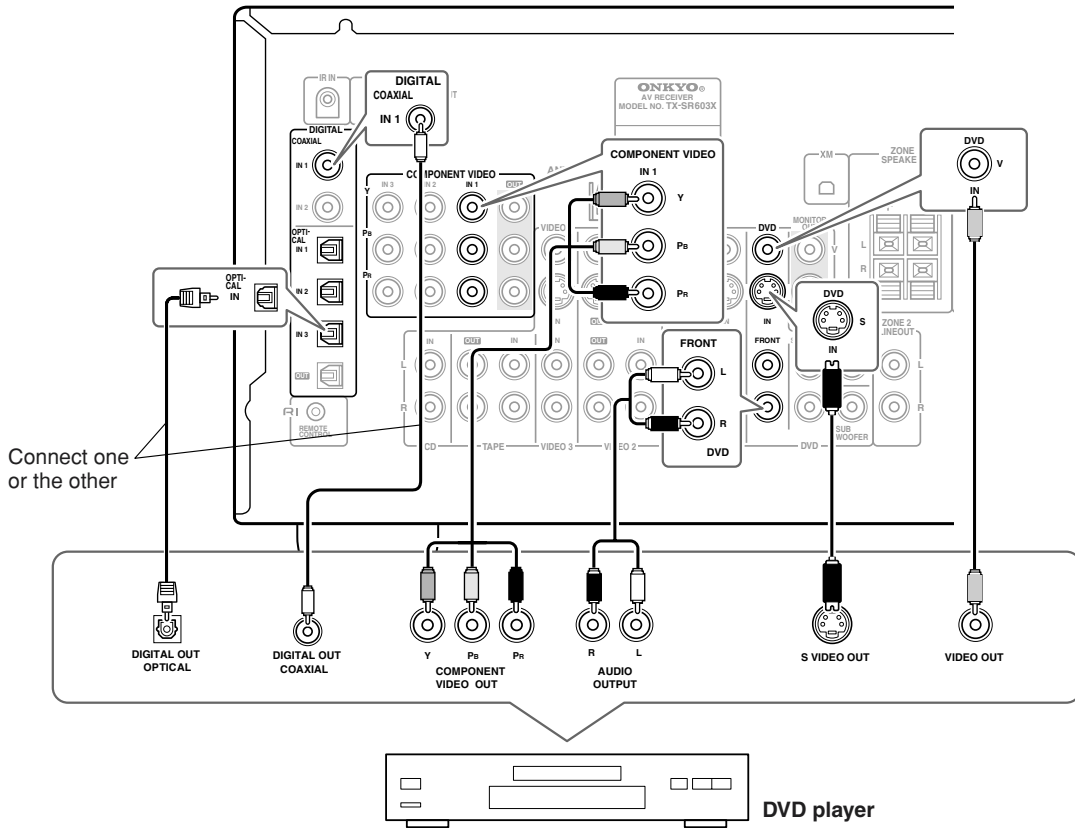 IR IN
DIGITAL
COAXIAL
IN 1
ONKYO
AV RECEIVER
MODEL NO. TX-SR603X
DIGITAL
COAXIAL
IN 1
IN 2
OPTI-
CAL
IN 1
IN 2
IN 3
OUT
COMPONENT VIDEO
IN 3 IN 2 IN 1 OUT
Y
PB
PR
COMPONENT VIDEO
IN 1
Y
PB
PR
DVD
V
IN
XM
ZONE
SPEAKE
L
R
DVD
MONITOR
V
IN
OPTI-
CAL
IN
DVD
S
IN
ZONE 2
LINEOUT
L
R
FRONT
L
R
DVD
FRONT
IN OUT IN IN OUT IN
L
R
CD TAPE VIDEO 3 VIDEO 2
SUB
WOOFER
DVD
RI
REMOTE
CONTROL
Connect one
or the other
DIGITAL OUT
OPTICAL
DIGITAL OUT
COAXIAL
Y PB PR
COMPONENT
VIDEO OUT
R L
AUDIO
OUTPUT
S VIDEO OUT
VIDEO OUT
DVD player